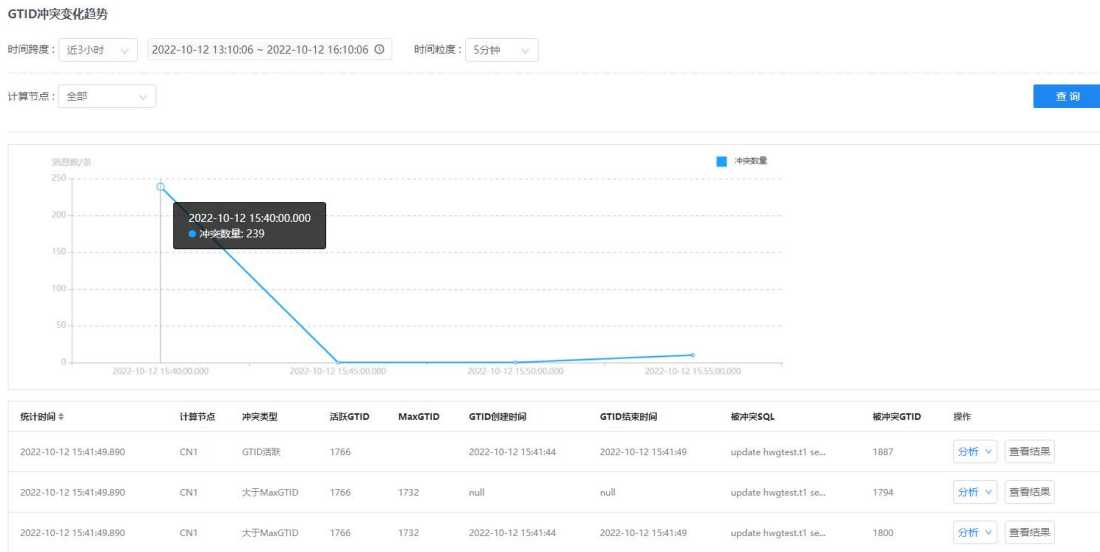 GTID冲突变化趋势
时间跨度： 近3小时 2022-10-12 13:10:06 ~ 2022-10-12 16:10:06 时间粒度： 5分钟
计算节点： 全部 查 询
消息数/条 冲突数量
250
200
150
100
50
0
2022-10-12 15:40:00.000
冲突数量: 239
2022-10-12 15:40:00.000 2022-10-12 15:45:00.000 2022-10-12 15:50:00.000 2022-10-12 15:55:00.000
统计时间 计算节点 冲突类型 活跃GTID MaxGTID GTID创建时间 GTID结束时间 被冲突SQL 被冲突GTID 操作
2022-10-12 15:41:49.890 CN1 GTID活跃 1766 2022-10-12 15:41:44 2022-10-12 15:41:49 update hwgtest.t1 se... 1887 分析 查看结果
2022-10-12 15:41:49.890 CN1 大于MaxGTID 1766 1732 null null update hwgtest.t1 se... 1794 分析 查看结果
2022-10-12 15:41:49.890 CN1 大于MaxGTID 1766 1732 2022-10-12 15:41:44 2022-10-12 15:41:49 update hwgtest.t1 se... 1800 分析 查看结果